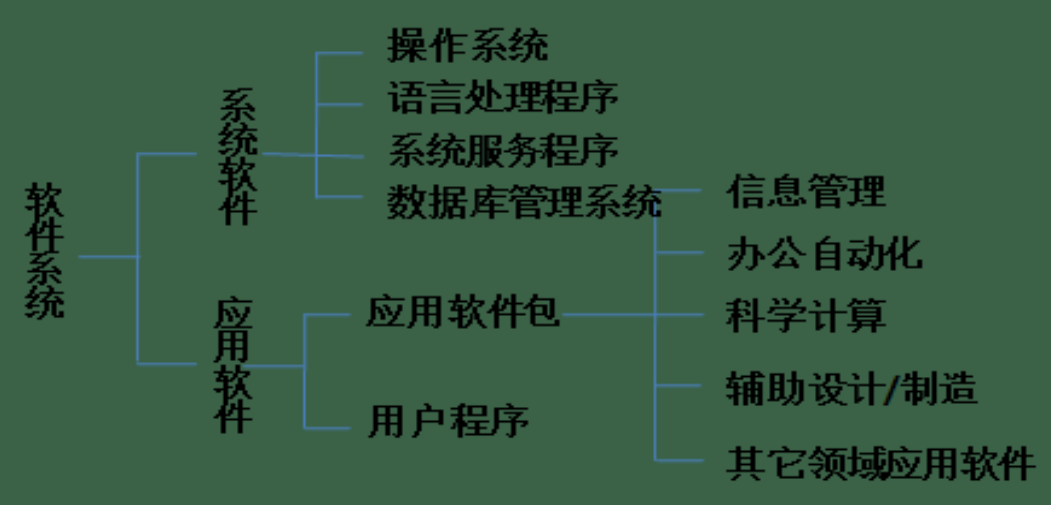 软件系统
系统软件
操作系统
语言处理程序
系统服务程序
数据库管理系统
应用软件
应用软件包
信息管理
办公自动化
科学计算
辅助设计/制造
其它领域应用软件
用户程序